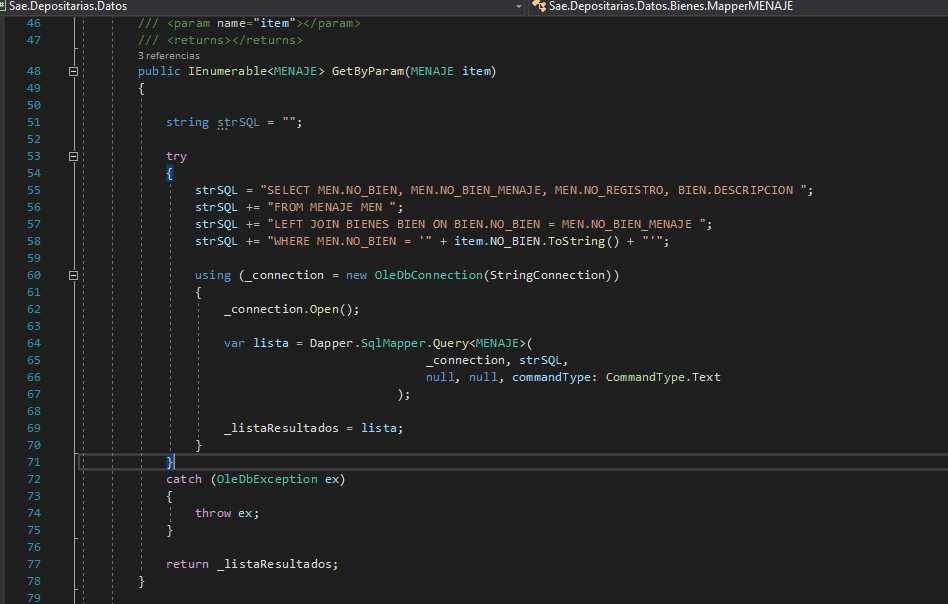 Sae.Depositarias.Datos Sae.Depositarias.Datos.Bienes.MapperMENAJE
46 /// <param name="item"></param>
47 /// <returns></returns>
3 referencias
48 public IEnumerable<MENAJE> GetByParam(MENAJE item)
49 {
50
51 string strSQL = "";
52
53 try
54 {
55 strSQL = "SELECT MEN.NO_BIEN, MEN.NO_BIEN_MENAJE, MEN.NO_REGISTRO, BIEN.DESCRIPCION ";
56 strSQL += "FROM MENAJE MEN ";
57 strSQL += "LEFT JOIN BIENES BIEN ON BIEN.NO_BIEN = MEN.NO_BIEN_MENAJE ";
58 strSQL += "WHERE MEN.NO_BIEN = '" + item.NO_BIEN.ToString() + "'";
59
60 using (_connection = new OleDbConnection(StringConnection))
61 {
62 _connection.Open();
63
64 var lista = Dapper.SqlMapper.Query<MENAJE>(
65 _connection, strSQL,
66 null, null, commandType: CommandType.Text
67 );
68
69 _listaResultados = lista;
70 }
71 }
72 catch (OleDbException ex)
73 {
74 throw ex;
75 }
76
77 return _listaResultados;
78 }
79